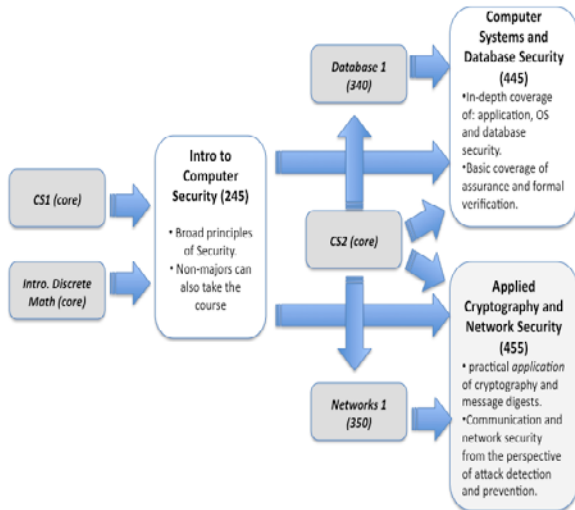 CS1 (core)
Intro. Discrete
Math (core)
Intro to
Computer
Security (245)
• Broad principles
of Security.
• Non-majors can
also take the
course
Database 1
(340)
CS2 (core)
Networks 1
(350)
Computer
Systems and
Database Security
(445)
•In-depth coverage
of: application, OS
and database
security.
•Basic coverage of
assurance and formal
verification.
Applied
Cryptography and
Network Security
(455)
• practical application
of cryptography and
message digests.
•Communication and
network security
from the perspective
of attack detection
and prevention.